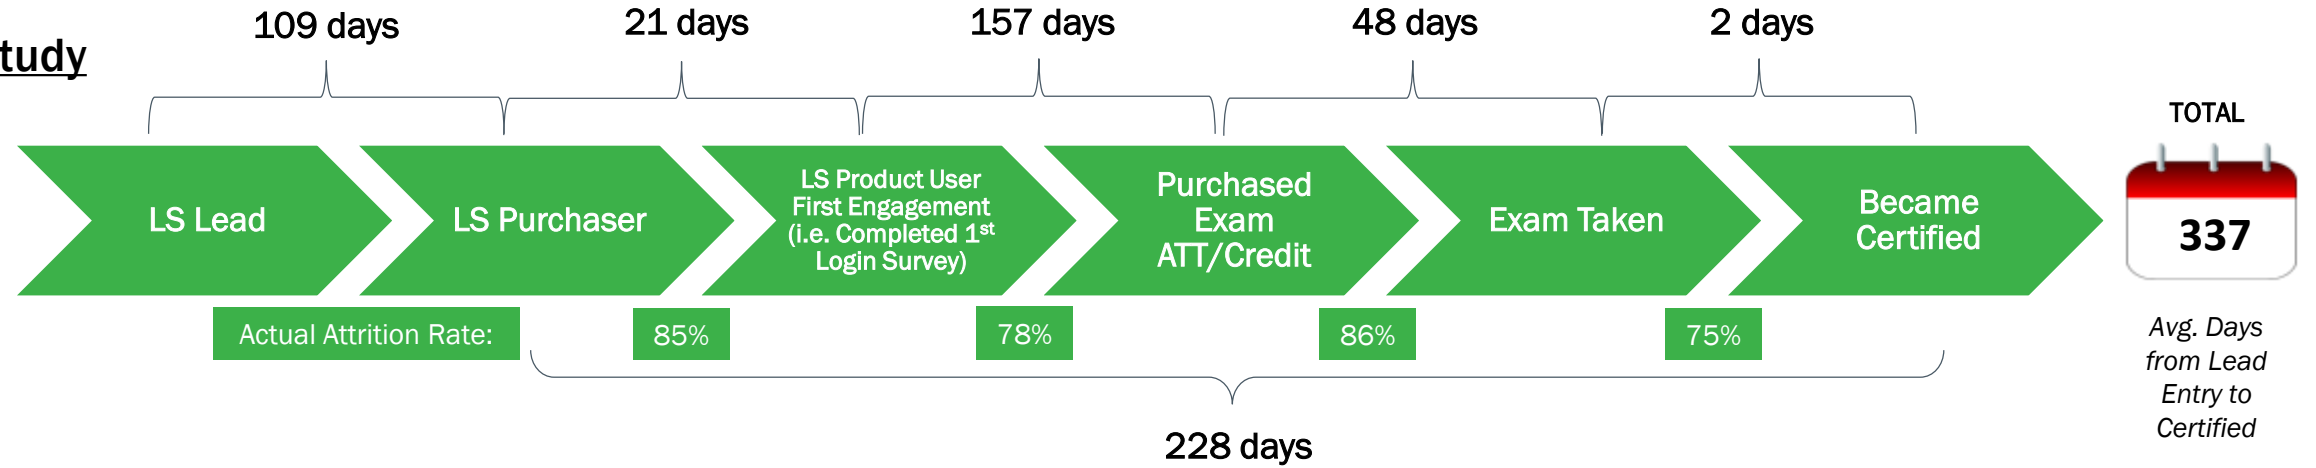 109 days
21 days
157 days
48 days
2 days
tudy
TOTAL
LS Lead
LS Purchaser
LS Product User
First Engagement
(i.e. Completed 1st
Login Survey)
Purchased
Exam
ATT/Credit
Exam Taken
Became
Certified
337
Actual Attrition Rate:
85%
78%
86%
75%
Avg. Days
from Lead
Entry to
Certified
228 days